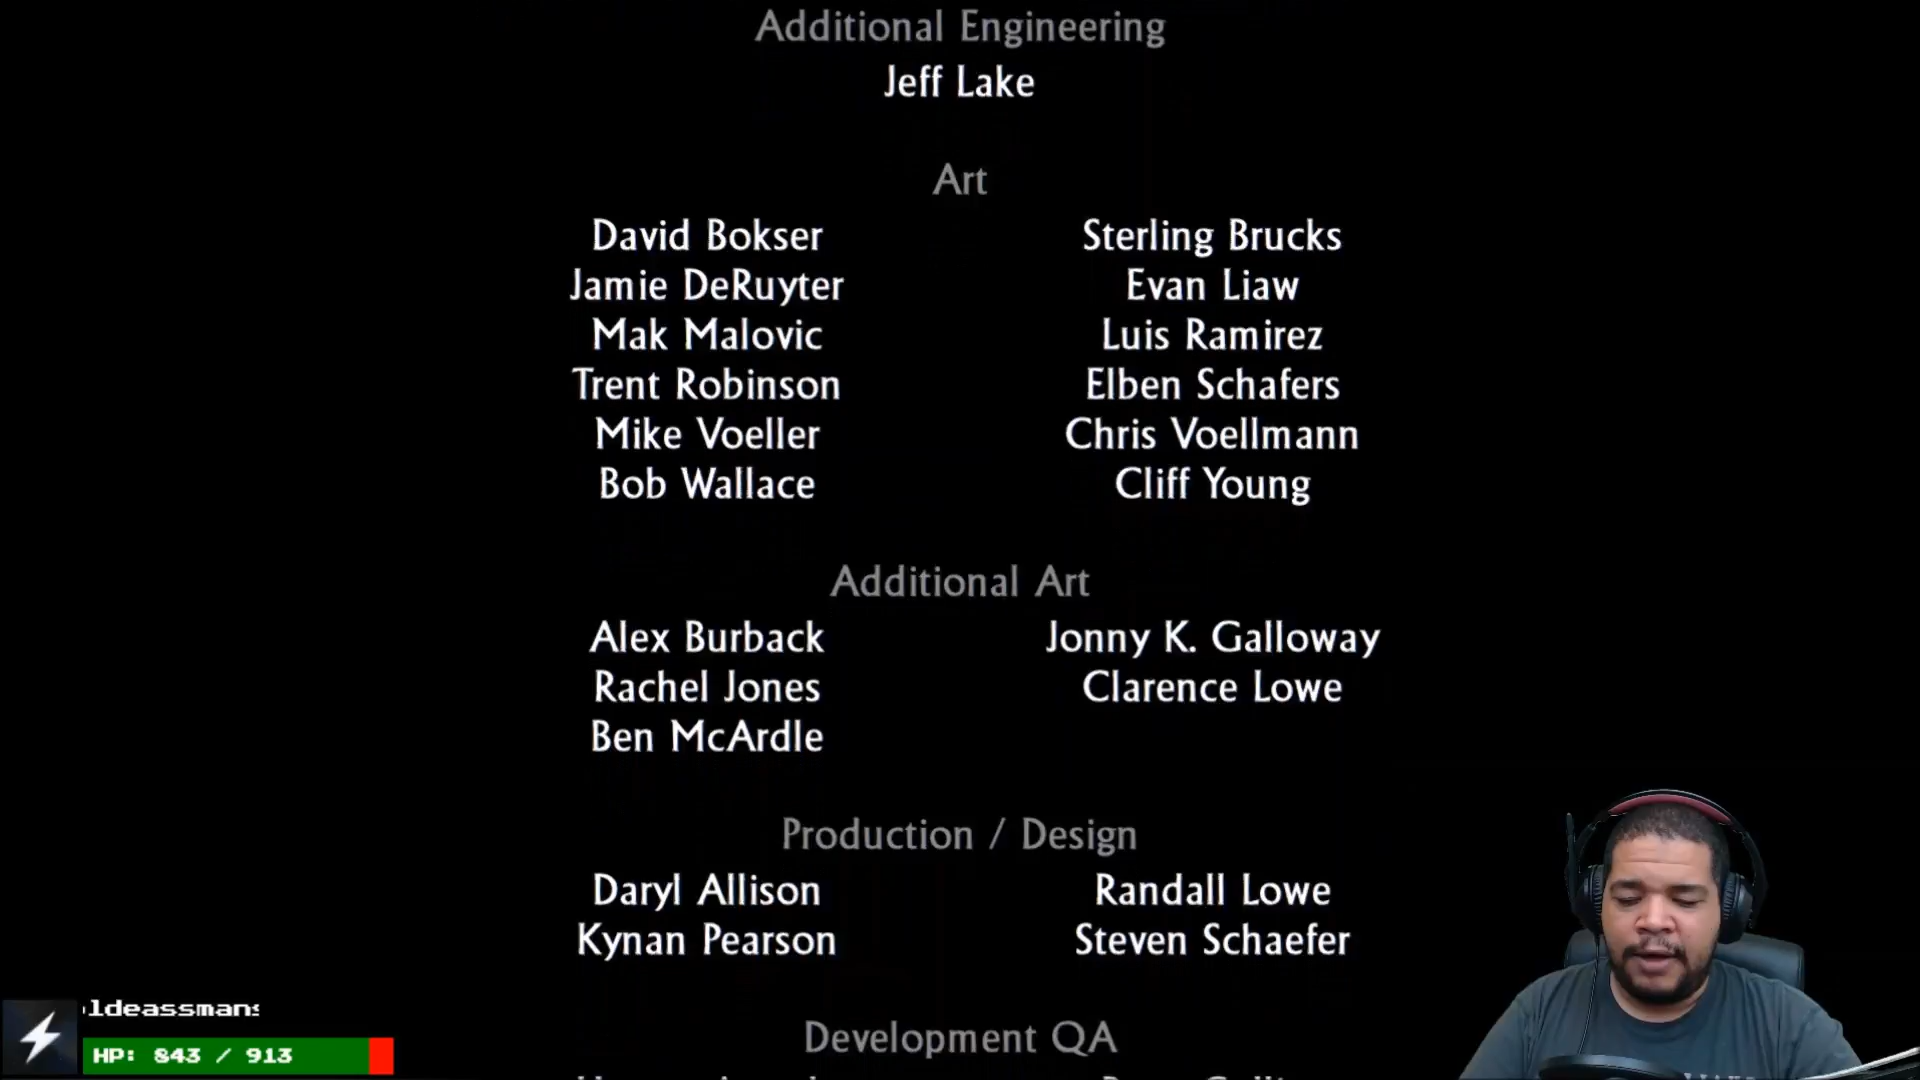 Additional Engineering
Jeff Lake
Art
David Bokser Sterling Brucks
Jamie DeRuyter Evan Liaw
Mak Malovic Luis Ramirez
Trent Robinson Elben Schafers
Mike Voeller Chris Voellmann
Bob Wallace Cliff Young
Additional Art
Alex Burback Jonny K. Galloway
Rachel Jones Clarence Lowe
Ben McArdle
Production / Design
Daryl Allison Randall Lowe
Kynan Pearson Steven Schaefer
ldeassmans
HP: 843 / 913
Development QA